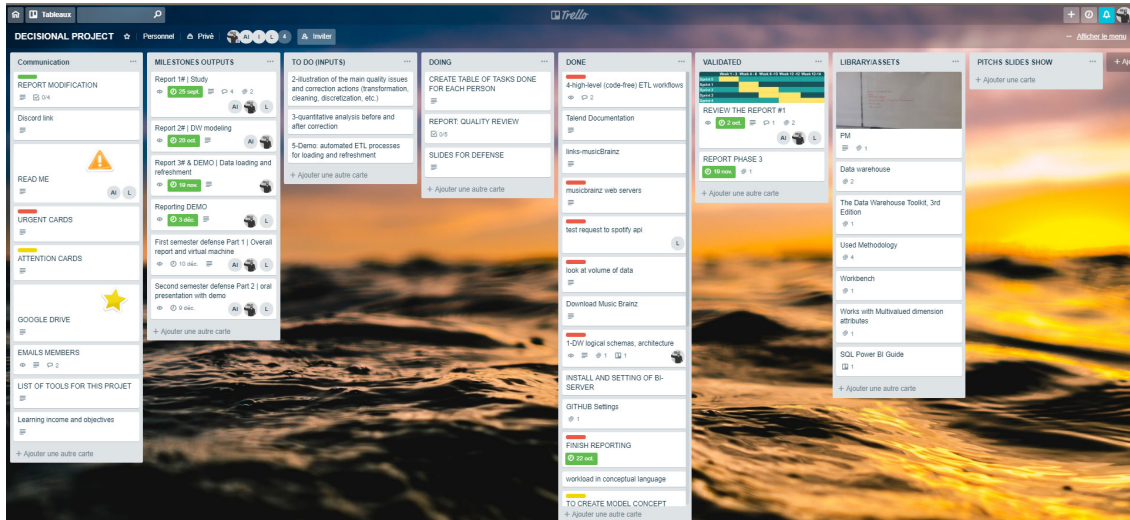 Tableaux
Trello
DECISIONAL PROJECT
Personnel
Privé
AI
I
L
4
Inviter
Afficher le menu
Communication
REPORT MODIFICATION
0/4
Discord link
READ ME
AI
L
URGENT CARDS
ATTENTION CARDS
GOOGLE DRIVE
EMAILS MEMBERS
2
LIST OF TOOLS FOR THIS PROJET
Learning income and objectives
+ Ajouter une autre carte
MILESTONES OUTPUTS
Report 1# | Study
25 sept.
4
2
AI
L
Report 2# | DW modeling
20 oct.
AI
Report 3# & DEMO | Data loading and
refreshment
18 nov.
Reporting DEMO
3 déc.
L
First semester defense Part 1 | Overall
report and virtual machine
10 déc.
AI
L
Second semester defense Part 2 | oral
presentation with demo
AI
L
+ Ajouter une autre carte
TO DO (INPUTS)
2-illustration of the main quality issues
and correction actions (transformation,
cleaning, discretization, etc.)
3-quantitative analysis before and
after correction
5-Demo: automated ETL processes
for loading and refreshment
+ Ajouter une autre carte
DOING
CREATE TABLE OF TASKS DONE
FOR EACH PERSON
REPORT: QUALITY REVIEW
SLIDES FOR DEFENSE
+ Ajouter une autre carte
DONE
4-high-level (code-free) ETL workflows
2
Talend Documentation
links-musicBrainz
musicbrainz web servers
test request to spotify api
L
look at volume of data
Download Music Brainz
1-DW logical schemas, architecture
1
1
INSTALL AND SETTING OF BI-
SERVER
GITHUB Settings
1
FINISH REPORTING
22 oct.
workload in conceptual language
TO CREATE MODEL CONCEPT
+ Ajouter une autre carte
VALIDATED
REVIEW THE REPORT #1
2 oct.
1
2
AI
L
REPORT PHASE 3
18 nov.
1
+ Ajouter une autre carte
LIBRARY/ASSETS
PM
1
Data warehouse
2
The Data Warehouse Toolkit, 3rd
Edition
1
Used Methodology
4
Workbench
1
Works with Multivalued dimension
attributes
1
SQL Power BI Guide
1
+ Ajouter une autre carte
PITCHS SLIDES SHOW
+ Ajouter une carte